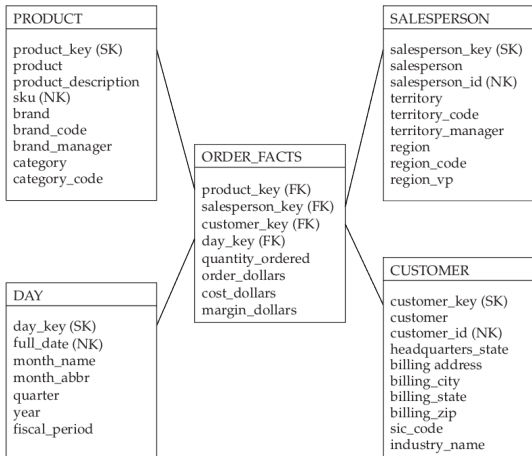 PRODUCT
product_key (SK)
product
product_description
sku (NK)
brand
brand_code
brand_manager
category
category_code
SALESPERSON
salesperson_key (SK)
salesperson
salesperson_id (NK)
territory
territory_code
territory_manager
region
region_code
region_vp
ORDER_FACTS
product_key (FK)
salesperson_key (FK)
customer_key (FK)
day_key (FK)
quantity_ordered
order_dollars
cost_dollars
margin_dollars
DAY
day_key (SK)
full_date (NK)
month_name
month_abbr
quarter
year
fiscal_period
CUSTOMER
customer_key (SK)
customer
customer_id (NK)
headquarters_state
billing address
billing_city
billing_state
billing_zip
sic_code
industry_name